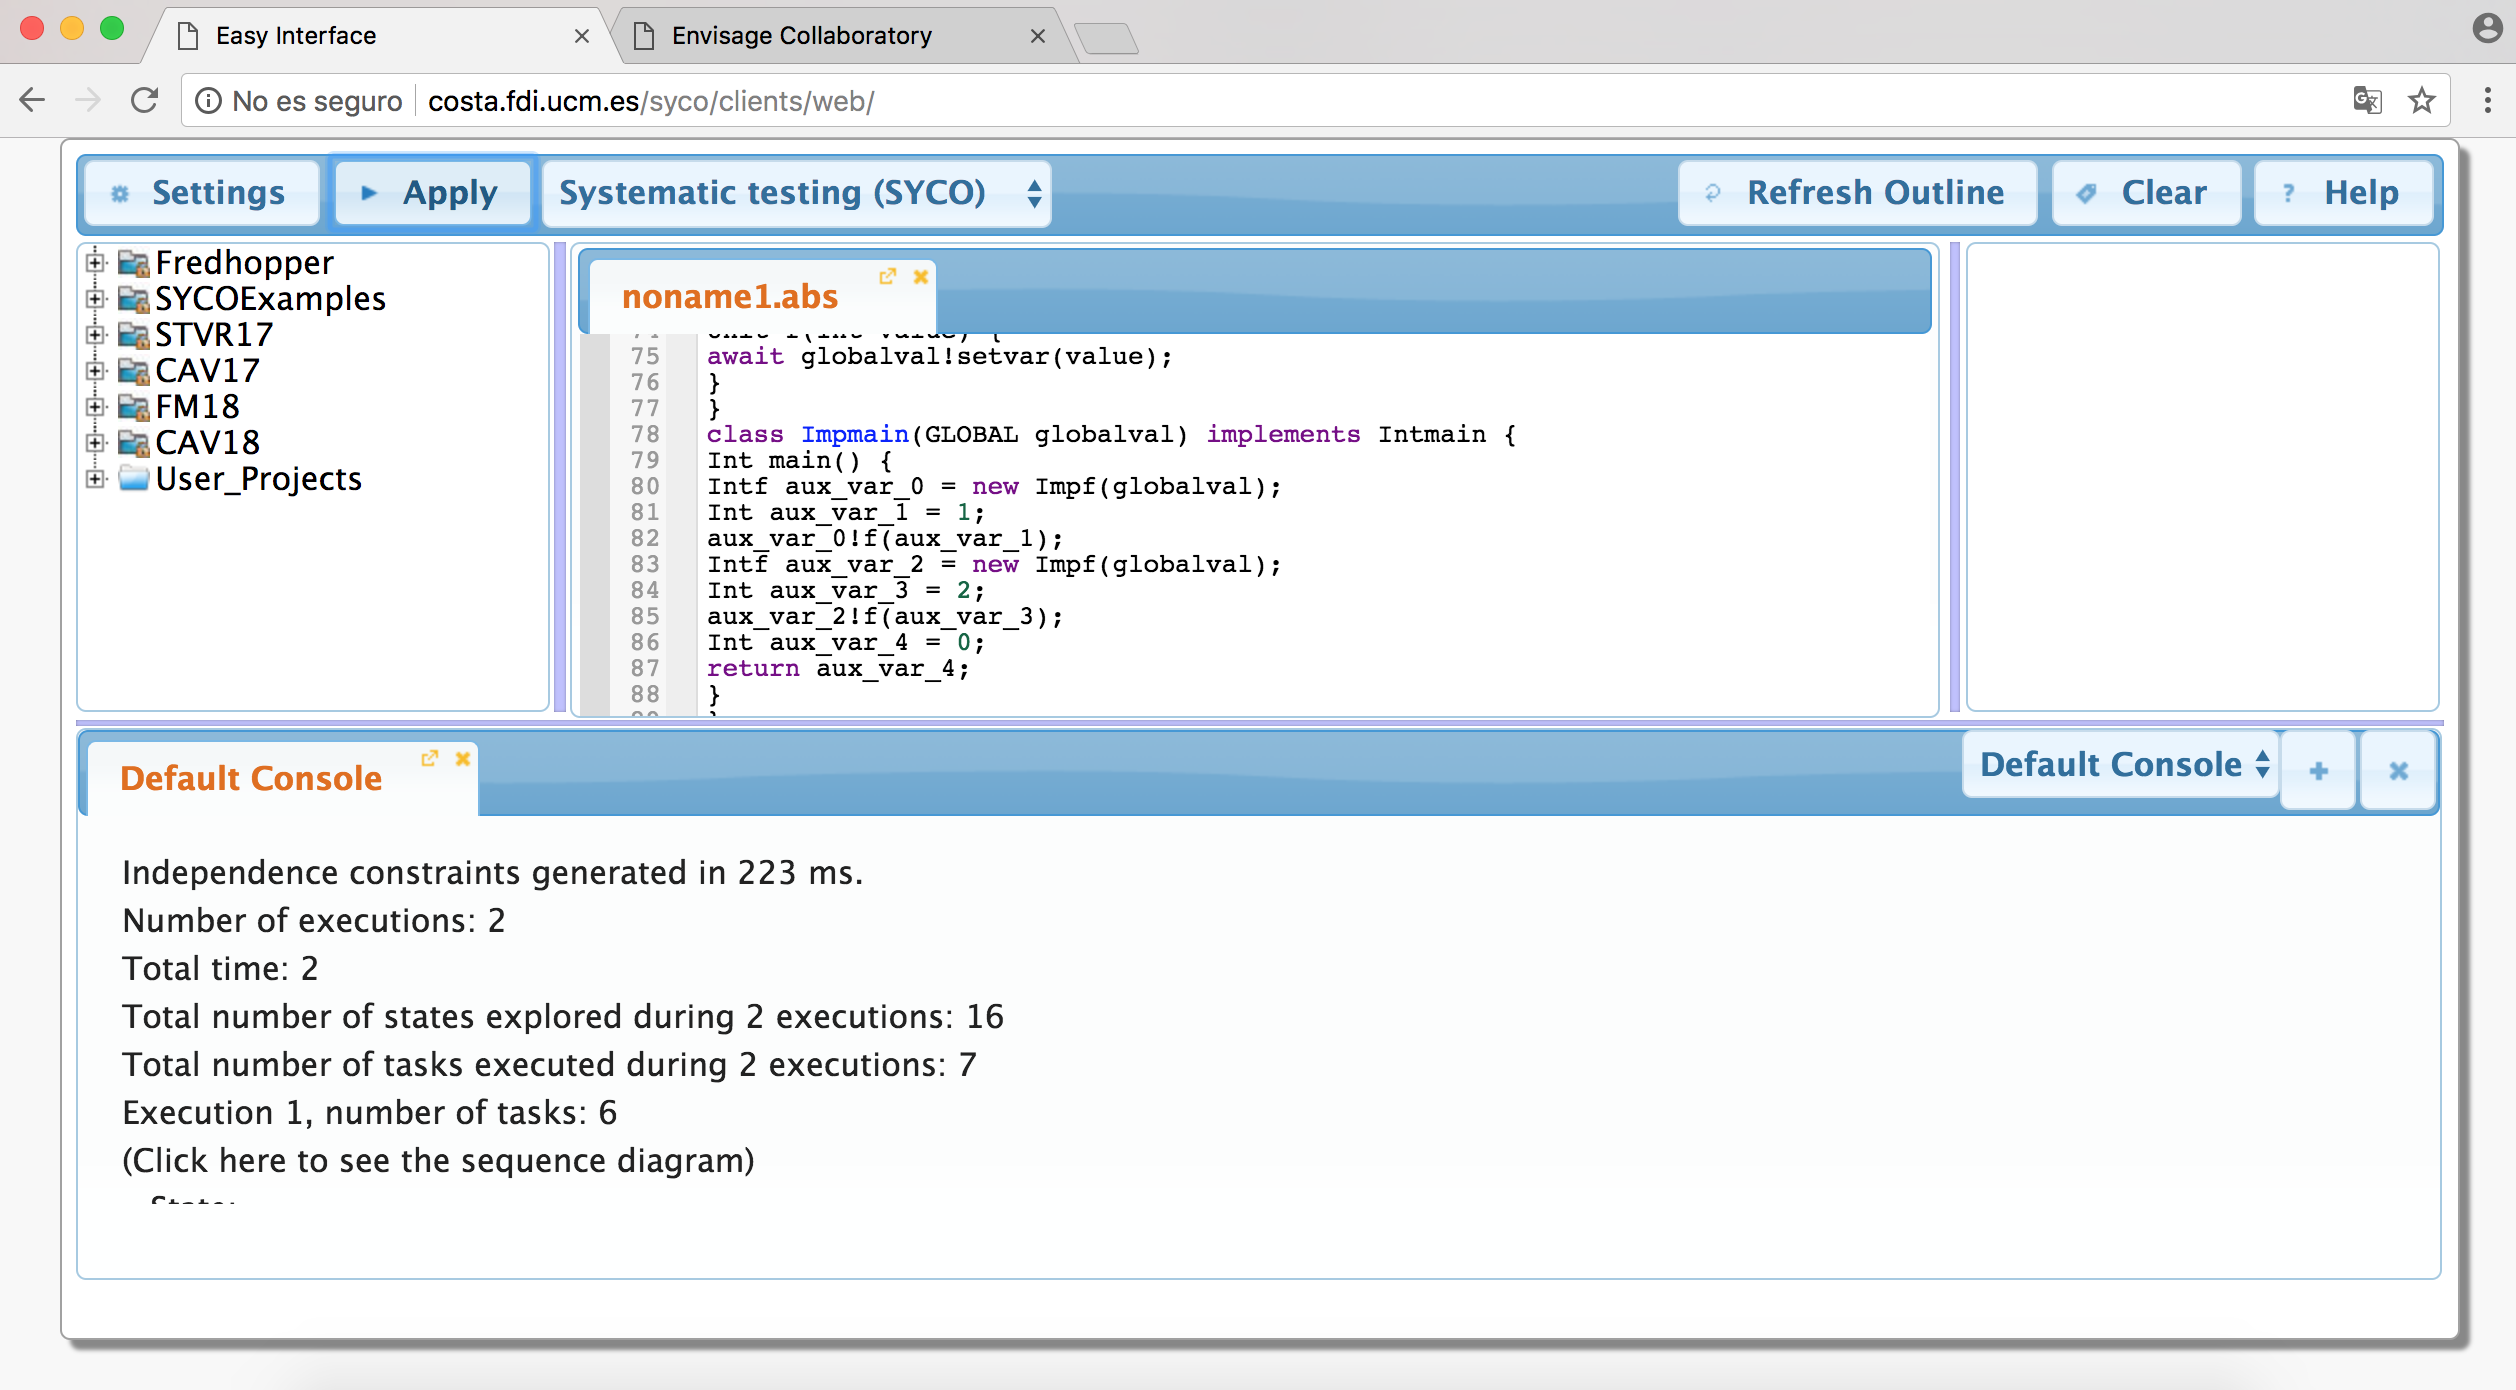 Easy Interface
Envisage Collaboratory
No es seguro costa.fdi.ucm.es/syco/clients/web/
Settings Apply Systematic testing (SYCO) Refresh Outline Clear ? Help
Fredhopper
SYCOExamples
STVR17
CAV17
FM18
CAV18
User_Projects
noname1.abs
75 await globalval!setvar(value);
76 }
77 }
78 class Impmain(GLOBAL globalval) implements Intmain {
79 Int main() {
80 Intf aux_var_0 = new Impf(globalval);
81 Int aux_var_1 = 1;
82 aux_var_0!f(aux_var_1);
83 Intf aux_var_2 = new Impf(globalval);
84 Int aux_var_3 = 2;
85 aux_var_2!f(aux_var_3);
86 Int aux_var_4 = 0;
87 return aux_var_4;
88 }
Default Console
Default Console
Independence constraints generated in 223 ms.
Number of executions: 2
Total time: 2
Total number of states explored during 2 executions: 16
Total number of tasks executed during 2 executions: 7
Execution 1, number of tasks: 6
(Click here to see the sequence diagram)
State: